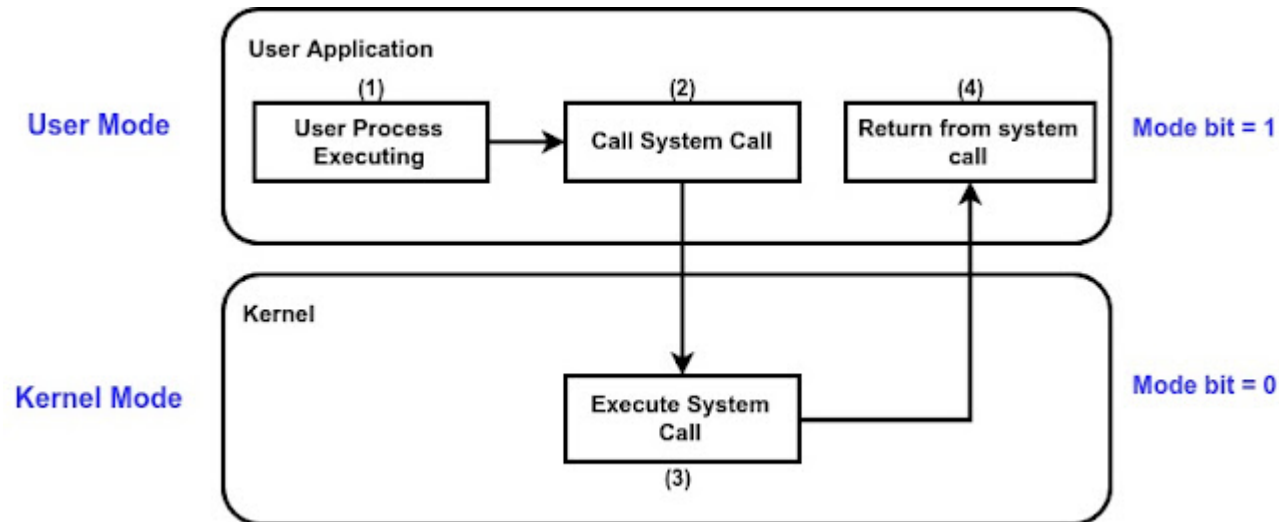 User Application
(1)
(2)
(4)
User Mode
User Process
Executing
Call System Call
Return from system
call
Mode bit = 1
Kernel
Kernel Mode
Execute System
Call
(3)
Mode bit = 0